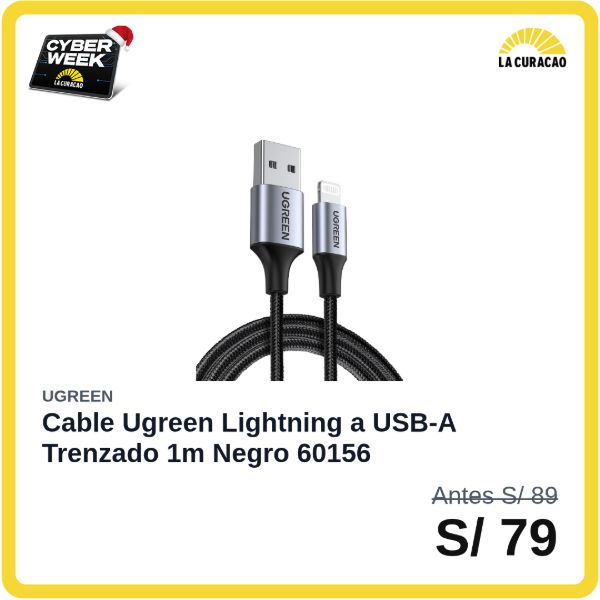 CYBER
WEEK
LA CURACAO
LA CURACAO
UGREEN
UGREEN
UGREEN
Cable Ugreen Lightning a USB-A
Trenzado 1m Negro 60156
Antes S/ 89
S/ 79